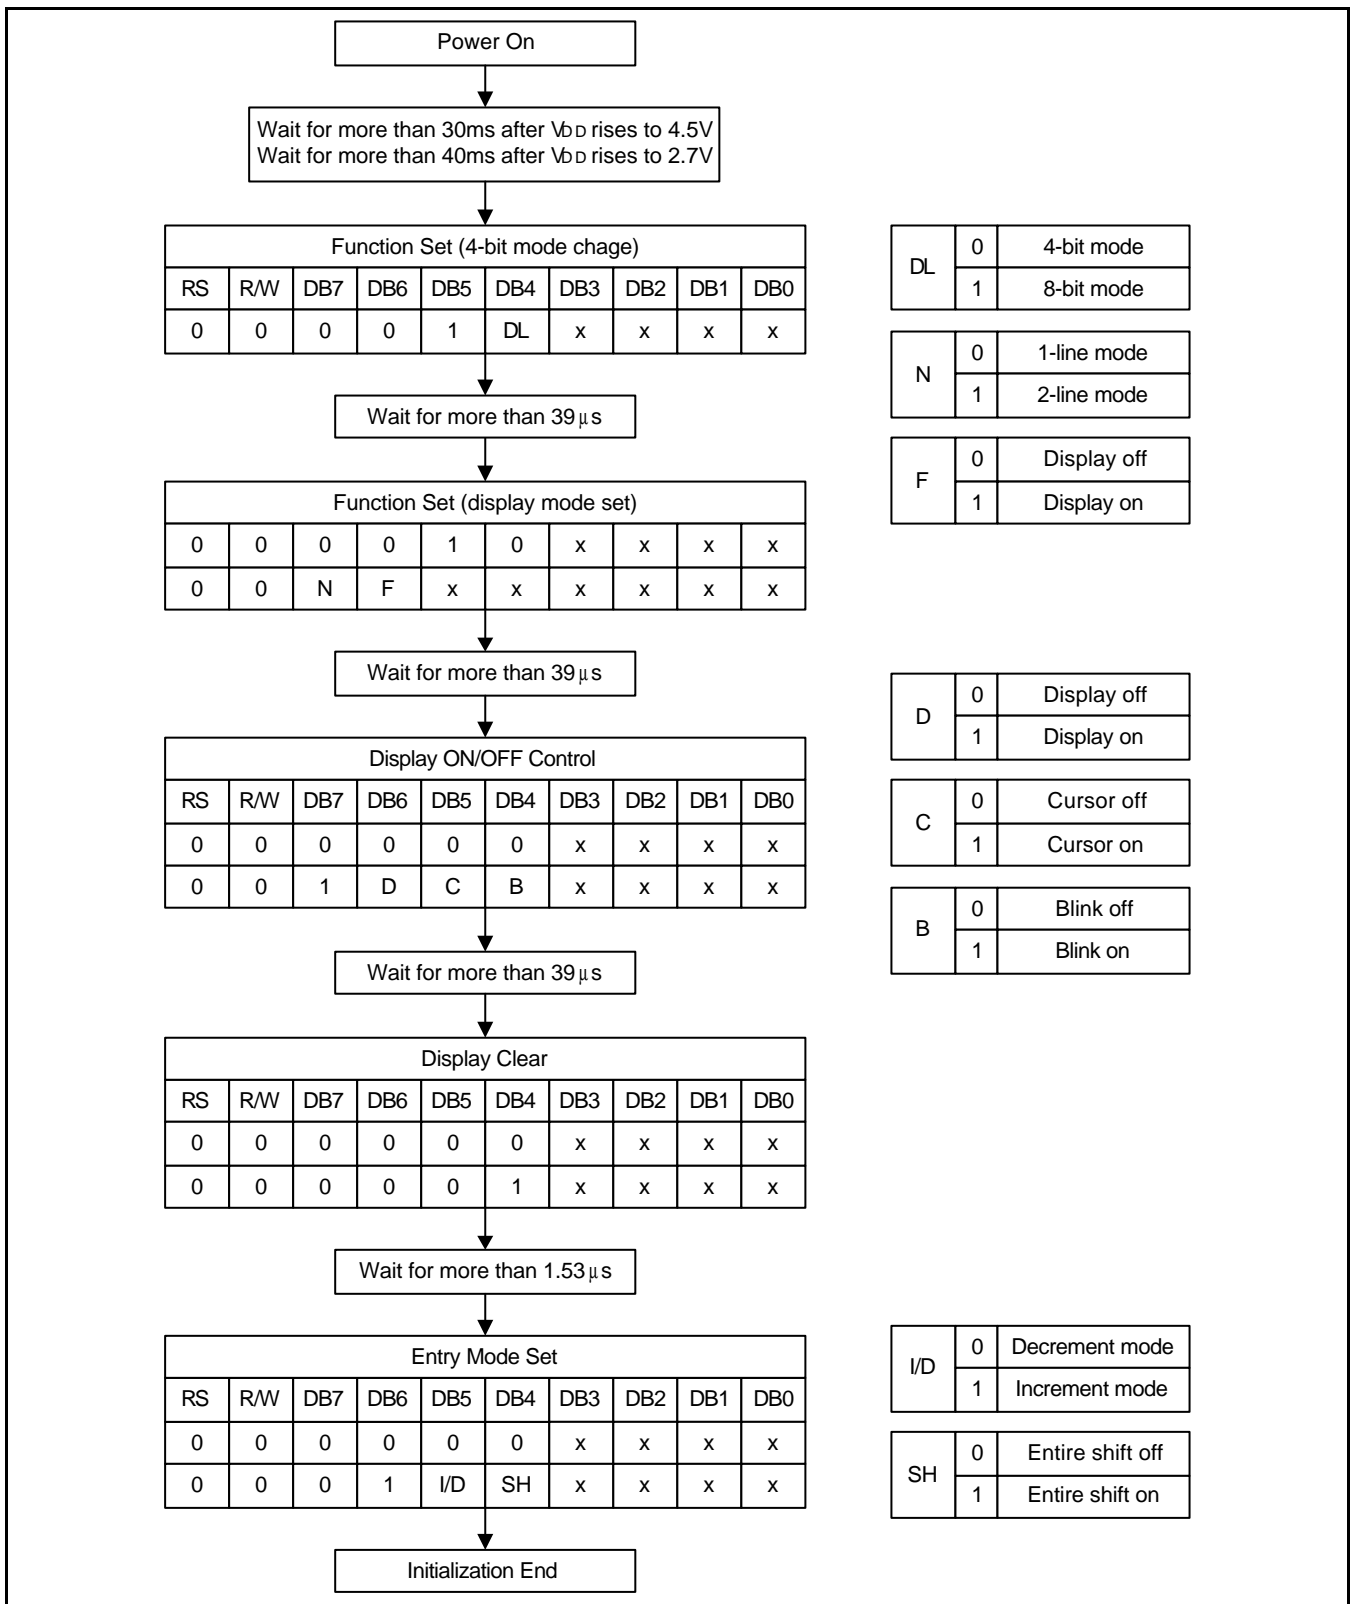 Power On
Wait for more than 30ms after VDD rises to 4.5V
Wait for more than 40ms after VDD rises to 2.7V
Function Set (4-bit mode chage)
RS R/W DB7 DB6 DB5 DB4 DB3 DB2 DB1 DB0
0 0 0 0 1 DL x x x x
DL 0 4-bit mode
1 8-bit mode
N 0 1-line mode
1 2-line mode
Wait for more than 39μs
F 0 Display off
1 Display on
Function Set (display mode set)
0 0 0 0 1 0 x x x x
0 0 N F x x x x x x
Wait for more than 39μs
D 0 Display off
1 Display on
Display ON/OFF Control
RS R/W DB7 DB6 DB5 DB4 DB3 DB2 DB1 DB0
0 0 0 0 0 0 x x x x
0 0 1 D C B x x x x
C 0 Cursor off
1 Cursor on
B 0 Blink off
1 Blink on
Wait for more than 39μs
Display Clear
RS R/W DB7 DB6 DB5 DB4 DB3 DB2 DB1 DB0
0 0 0 0 0 0 x x x x
0 0 0 0 0 1 x x x x
Wait for more than 1.53μs
Entry Mode Set
RS R/W DB7 DB6 DB5 DB4 DB3 DB2 DB1 DB0
0 0 0 0 0 0 x x x x
0 0 0 1 I/D SH x x x x
I/D 0 Decrement mode
1 Increment mode
SH 0 Entire shift off
1 Entire shift on
Initialization End